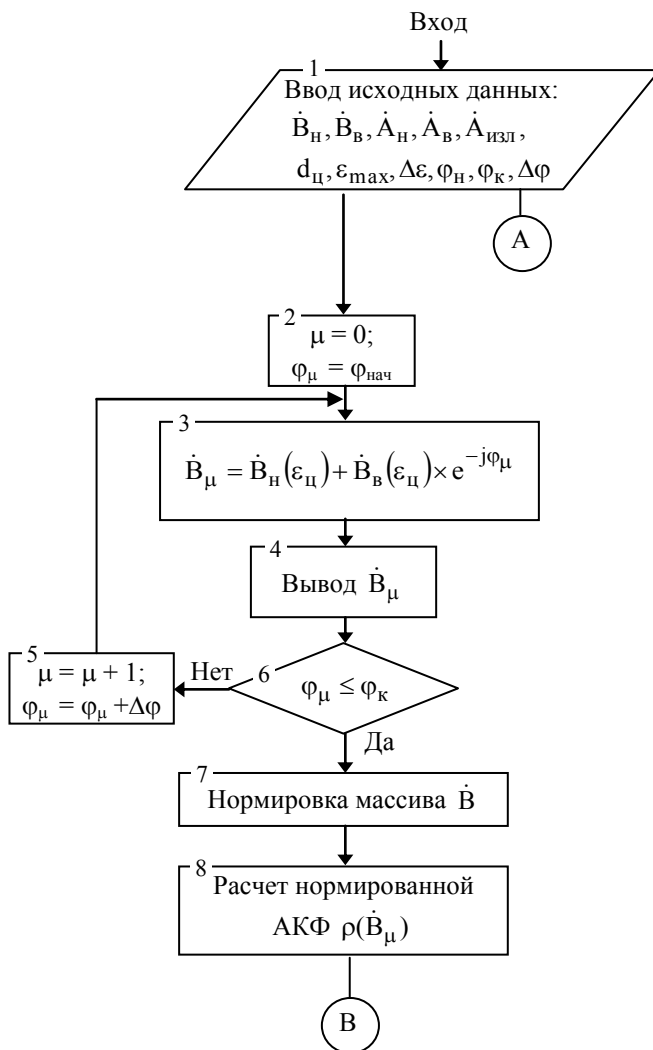 Вход
1
Ввод исходных данных:
Ḃн, Ḃв, Ȧн, Ȧв, Ȧизл,
dц, εmax, Δε, φн, φк, Δφ
A
2
μ = 0;
φμ = φнач
3
Ḃμ = Ḃн(εц) + Ḃв(εц) × e^−jφμ
4
Вывод Ḃμ
5
μ = μ + 1;
φμ = φμ +Δφ
Нет
6
φμ ≤ φк
Да
7
Нормировка массива Ḃ
8
Расчет нормированной
АКФ ρ(Ḃμ)
B